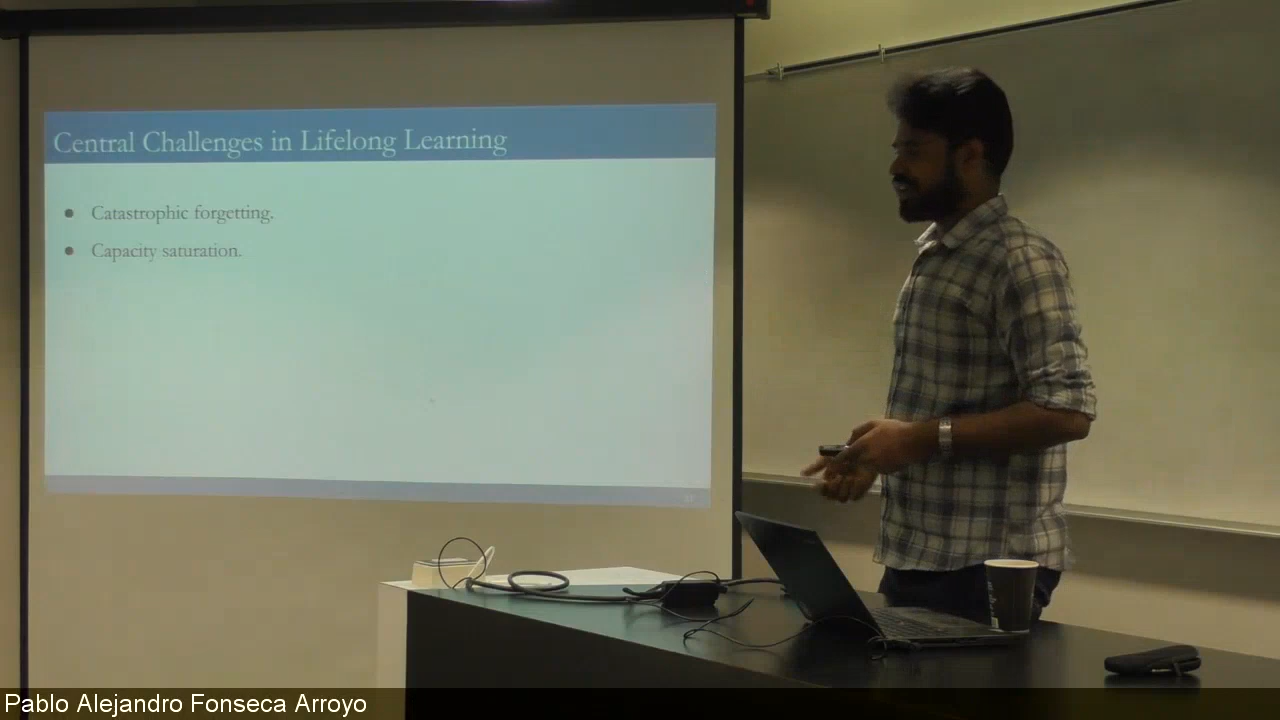 Central Challenges in Lifelong Learning
Catastrophic forgetting.
Capacity saturation.
Pablo Alejandro Fonseca Arroyo